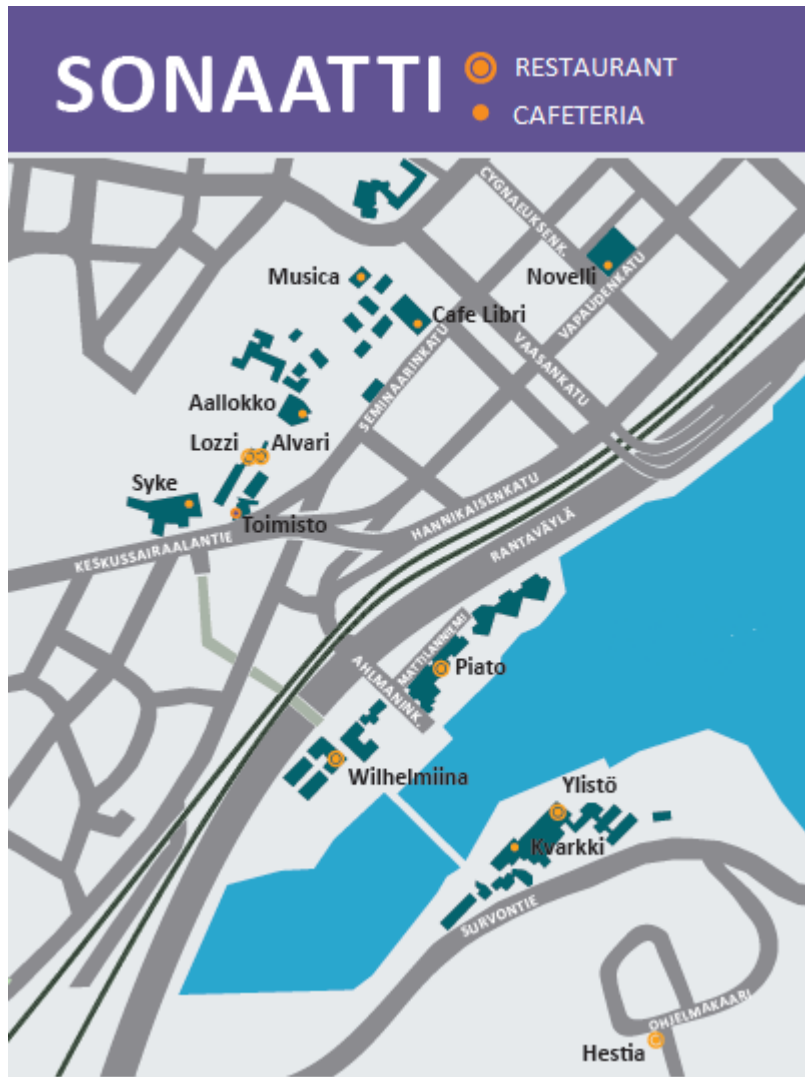 SONAATTI
RESTAURANT
CAFETERIA
CYGNAEUKSENK.
Musica
Novelli
VAPAUDENKATU
Cafe Libri
VAASANKATU
SEMINAARINKATU
Aallokko
Lozzi
Alvari
Syke
Toimisto
HANNIKAISENKATU
RANTAVÄYLÄ
KESKUSSAIRAALANTIE
MATTILANNIEMI
Piato
AHLMANINK.
Wilhelmiina
Ylistö
Kvarkki
SURVONTIE
OHJELMAKAARI
Hestia